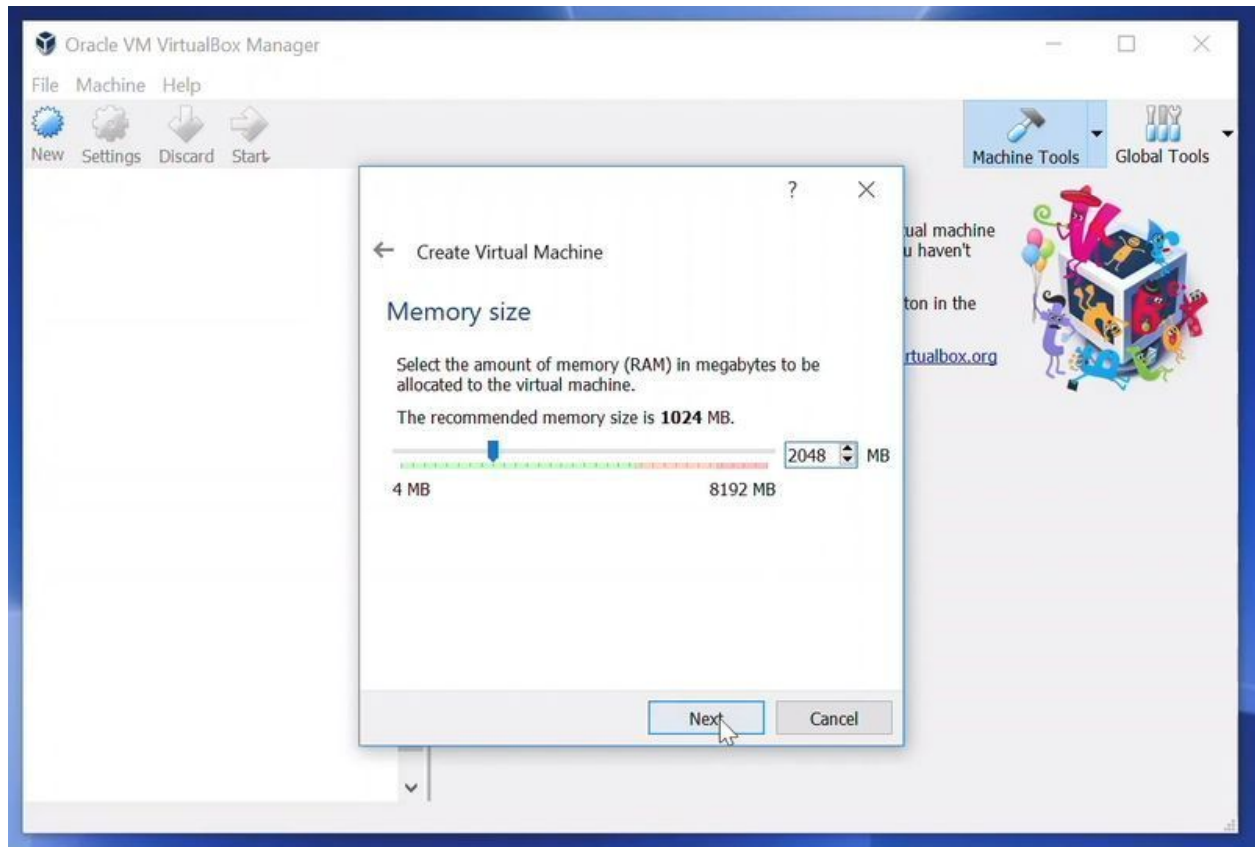 Oracle VM VirtualBox Manager
File Machine Help
New Settings Discard Start
Machine Tools Global Tools
?
Create Virtual Machine
Memory size
Select the amount of memory (RAM) in megabytes to be
allocated to the virtual machine.
The recommended memory size is 1024 MB.
2048 MB
4 MB 8192 MB
Next Cancel
ual machine
u haven't
ton in the
rtualbox.org